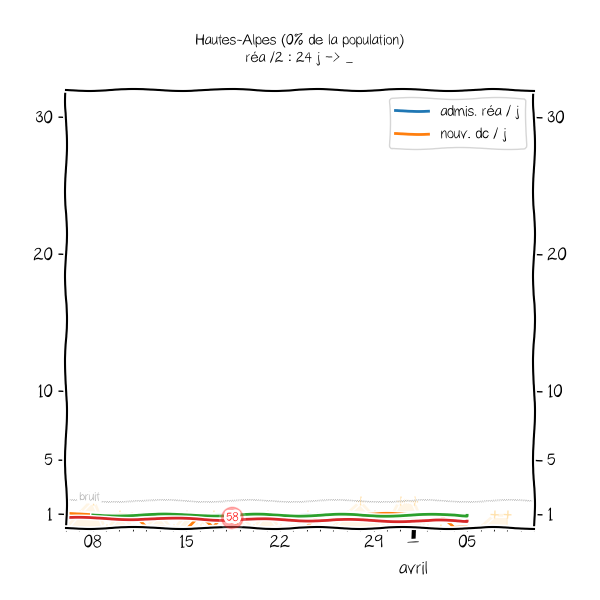 Hautes-Alpes (0% de la population)
réa /2 : 24 j -> _
admis. réa / j
nouv. dc / j
30 30
20 20
10 10
5 5
bruit
58
1 1
08 15 22 29 05
avril